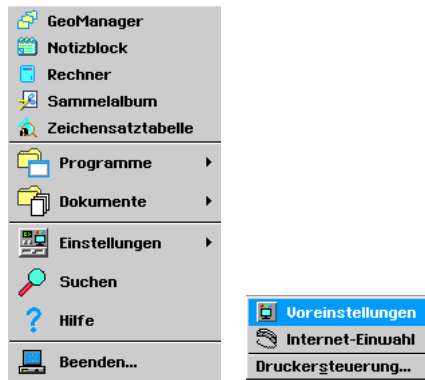 GeoManager
Notizblock
Rechner
Sammelalbum
Zeichensatztabelle
Programme
Dokumente
Einstellungen
Suchen
Hilfe
Beenden...
Voreinstellungen
Internet-Einwahl
Druckersteuerung...